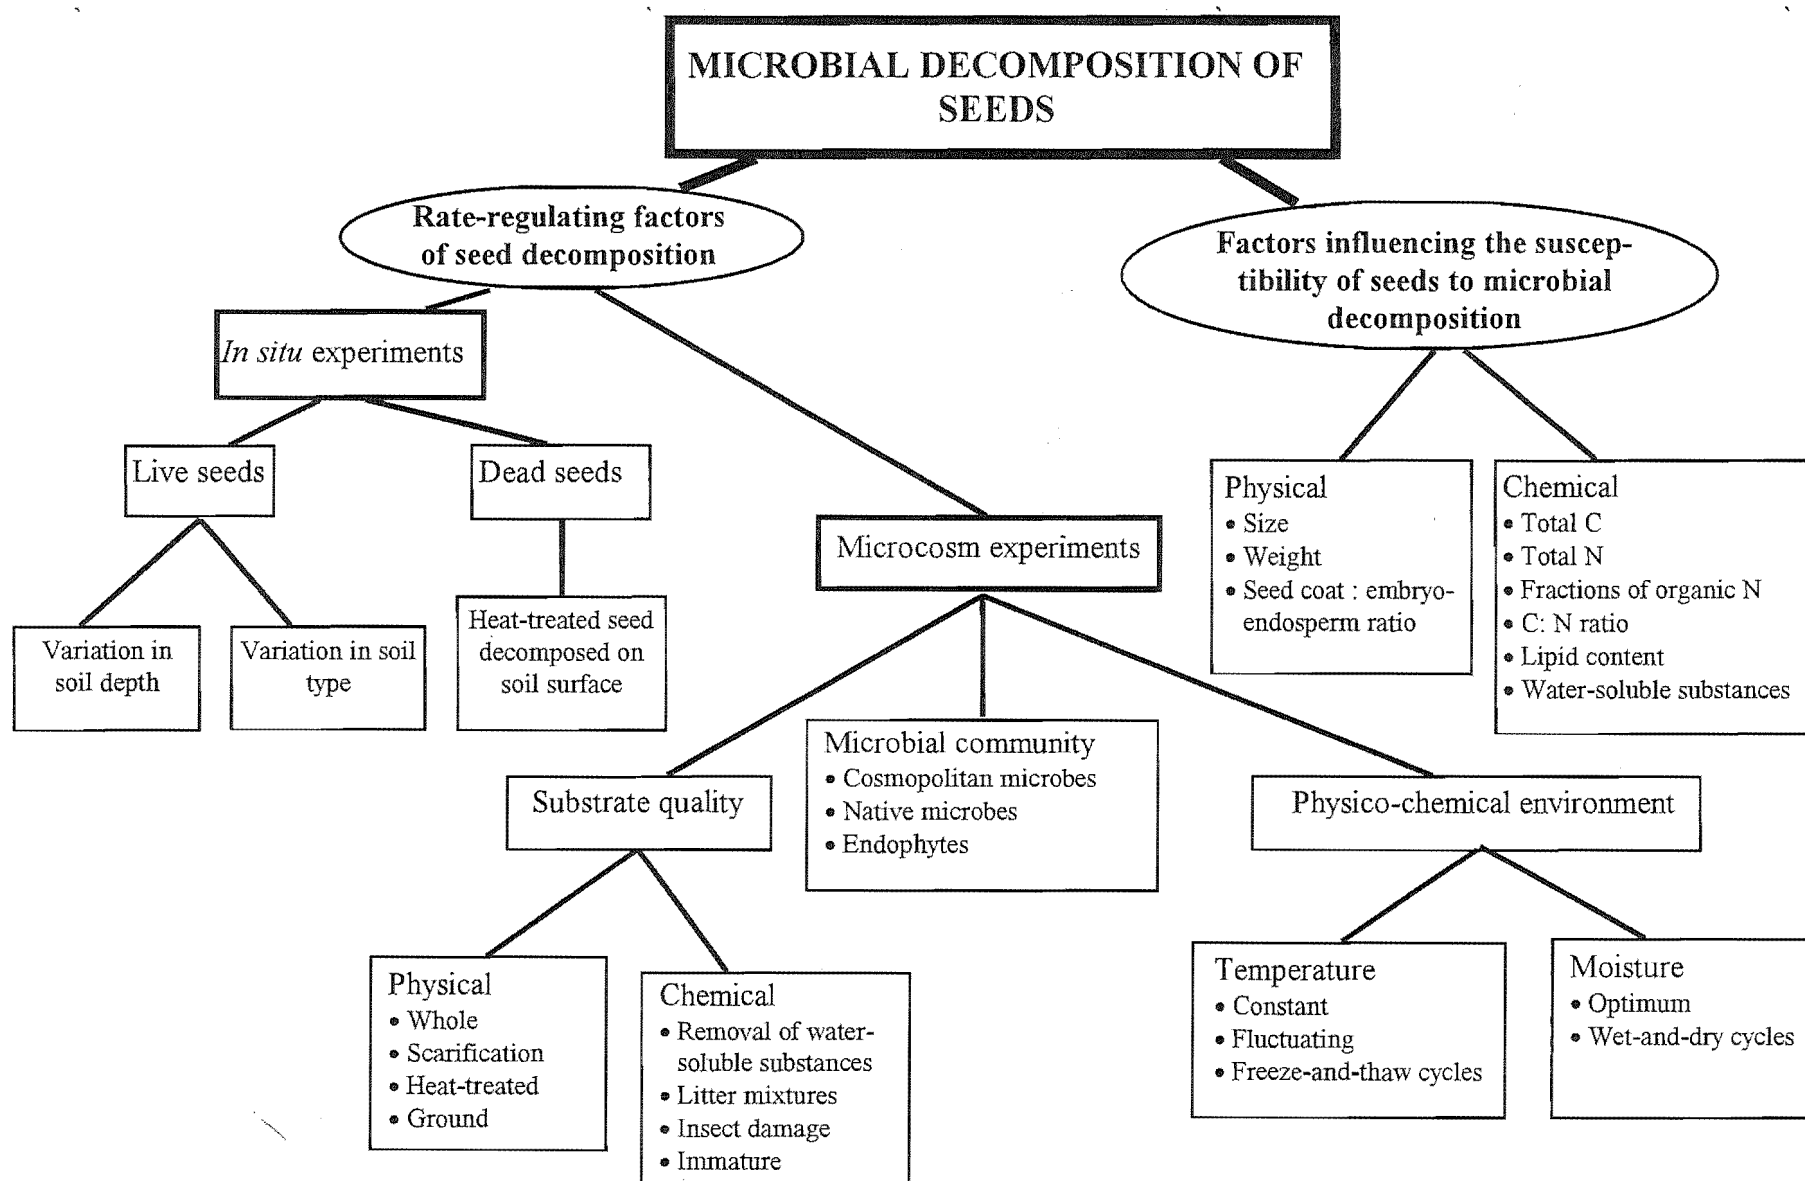 MICROBIAL DECOMPOSITION OF
SEEDS
Rate-regulating factors
of seed decomposition
Factors influencing the suscep-
tibility of seeds to microbial
decomposition
In situ experiments
Live seeds
Dead seeds
Variation in
soil depth
Variation in soil
type
Heat-treated seed
decomposed on
soil surface
Microcosm experiments
Physical
• Size
• Weight
• Seed coat : embryo-
endosperm ratio
Chemical
• Total C
• Total N
• Fractions of organic N
• C: N ratio
• Lipid content
• Water-soluble substances
Substrate quality
Microbial community
• Cosmopolitan microbes
• Native microbes
• Endophytes
Physico-chemical environment
Physical
• Whole
• Scarification
• Heat-treated
• Ground
Chemical
• Removal of water-
soluble substances
• Litter mixtures
• Insect damage
• Immature
Temperature
• Constant
• Fluctuating
• Freeze-and-thaw cycles
Moisture
• Optimum
• Wet-and-dry cycles